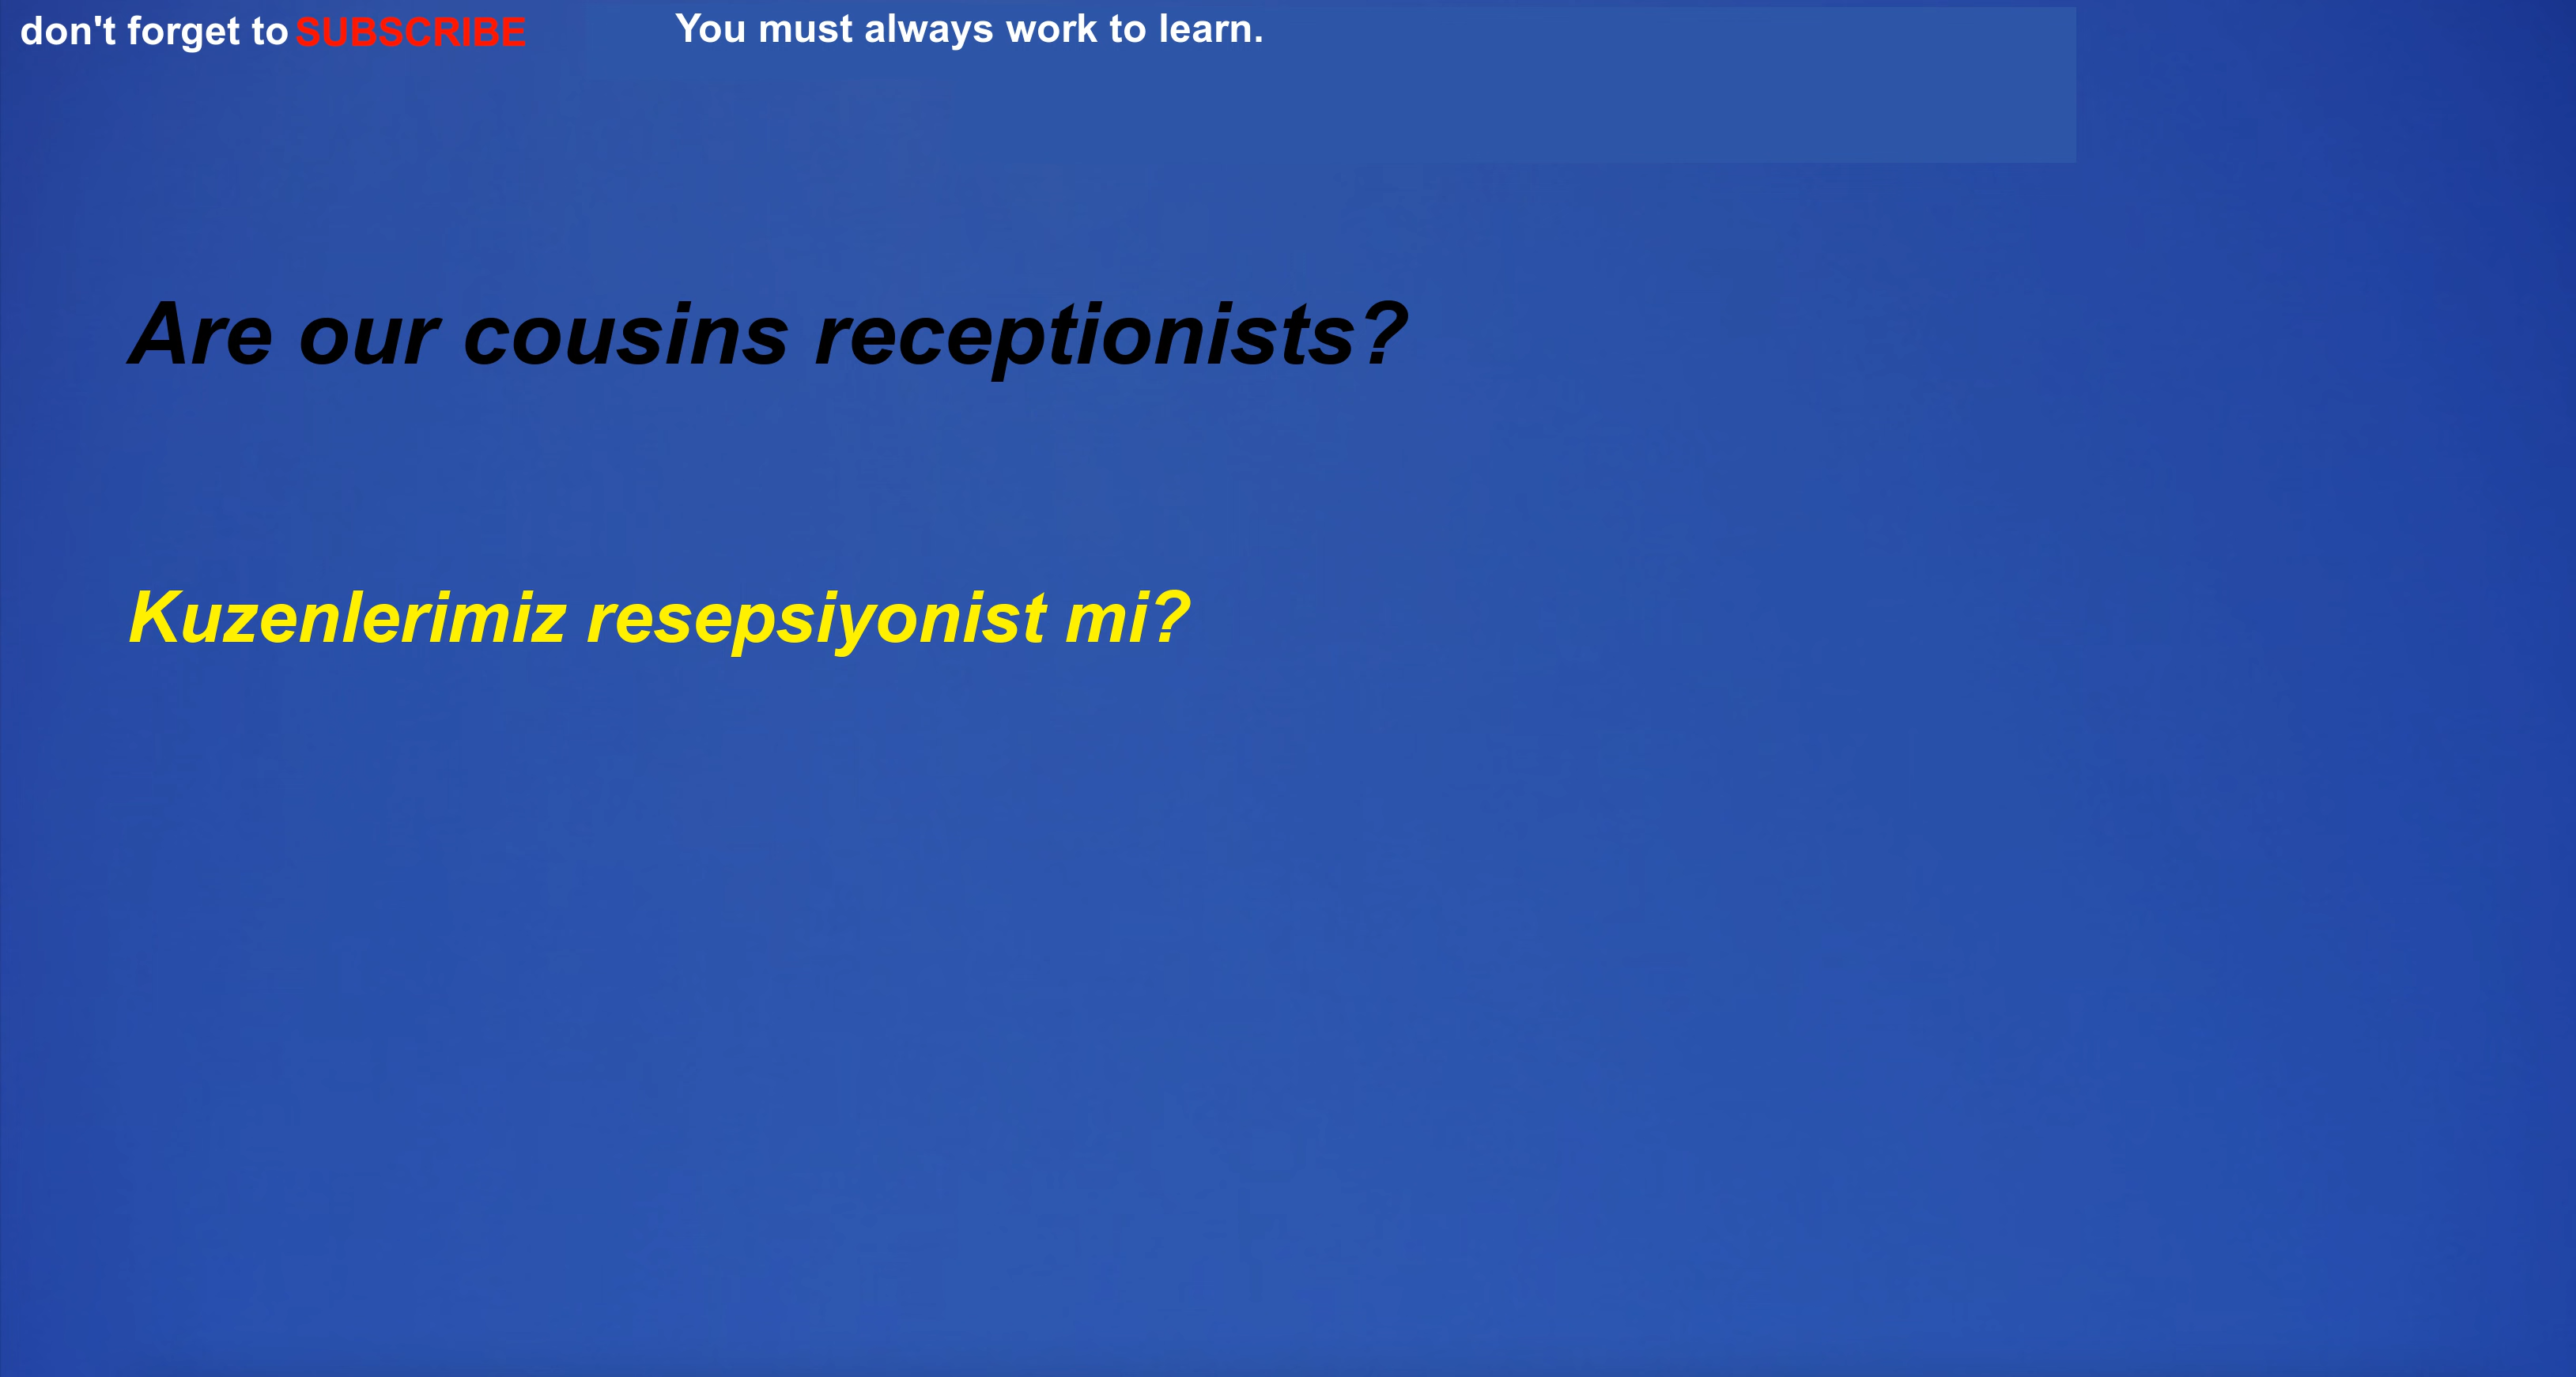 don't forget to SUBSCRIBE You must always work to learn.
Are our cousins receptionists?
Kuzenlerimiz resepsiyonist mi?